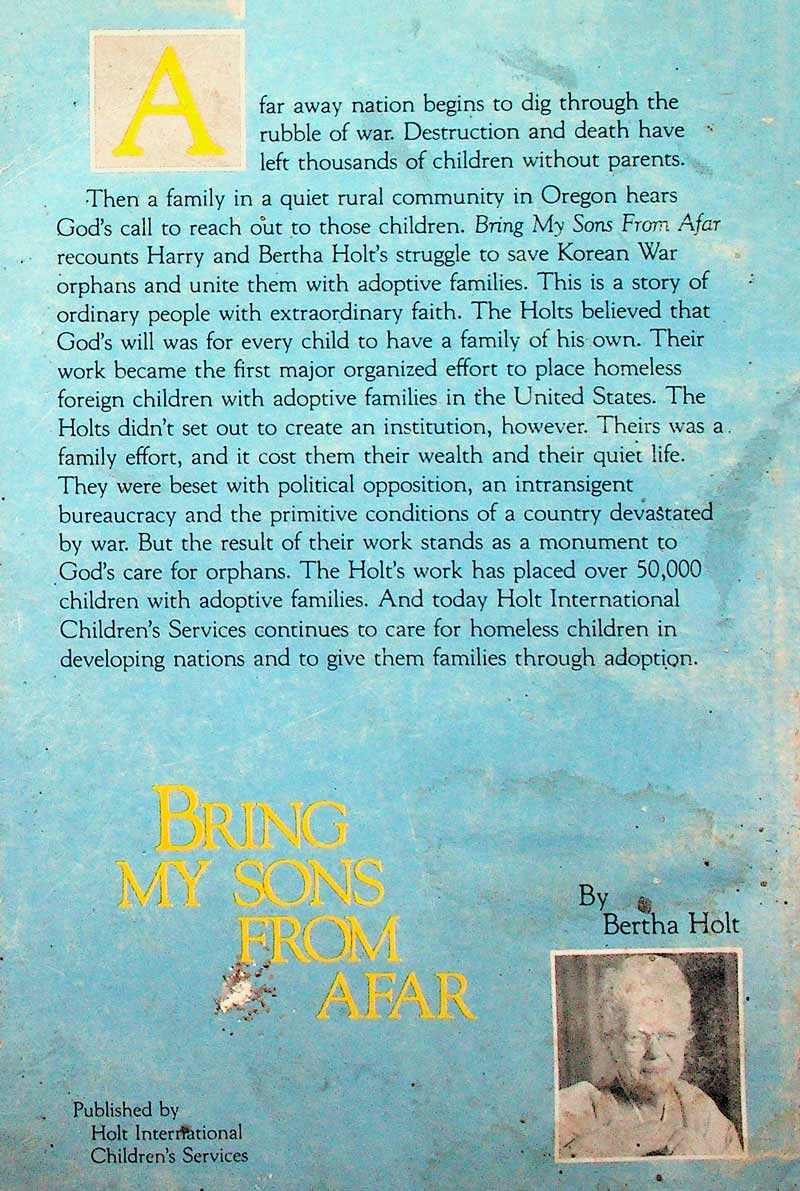 A far away nation begins to dig through the
rubble of war. Destruction and death have
left thousands of children without parents.
Then a family in a quiet rural community in Oregon hears
God's call to reach out to those children. Bring My Sons From Afar
recounts Harry and Bertha Holt's struggle to save Korean War
orphans and unite them with adoptive families. This is a story of
ordinary people with extraordinary faith. The Holts believed that
God's will was for every child to have a family of his own. Their
work became the first major organized effort to place homeless
foreign children with adoptive families in the United States. The
Holts didn't set out to create an institution, however. Theirs was a
family effort, and it cost them their wealth and their quiet life.
They were beset with political opposition, an intransigent
bureaucracy and the primitive conditions of a country devastated
by war. But the result of their work stands as a monument to
God's care for orphans. The Holt's work has placed over 50,000
children with adoptive families. And today Holt International
Children's Services continues to care for homeless children in
developing nations and to give them families through adoption.
BRING
MY SONS
FROM
AFAR
By
Bertha Holt
Published by
Holt International
Children's Services